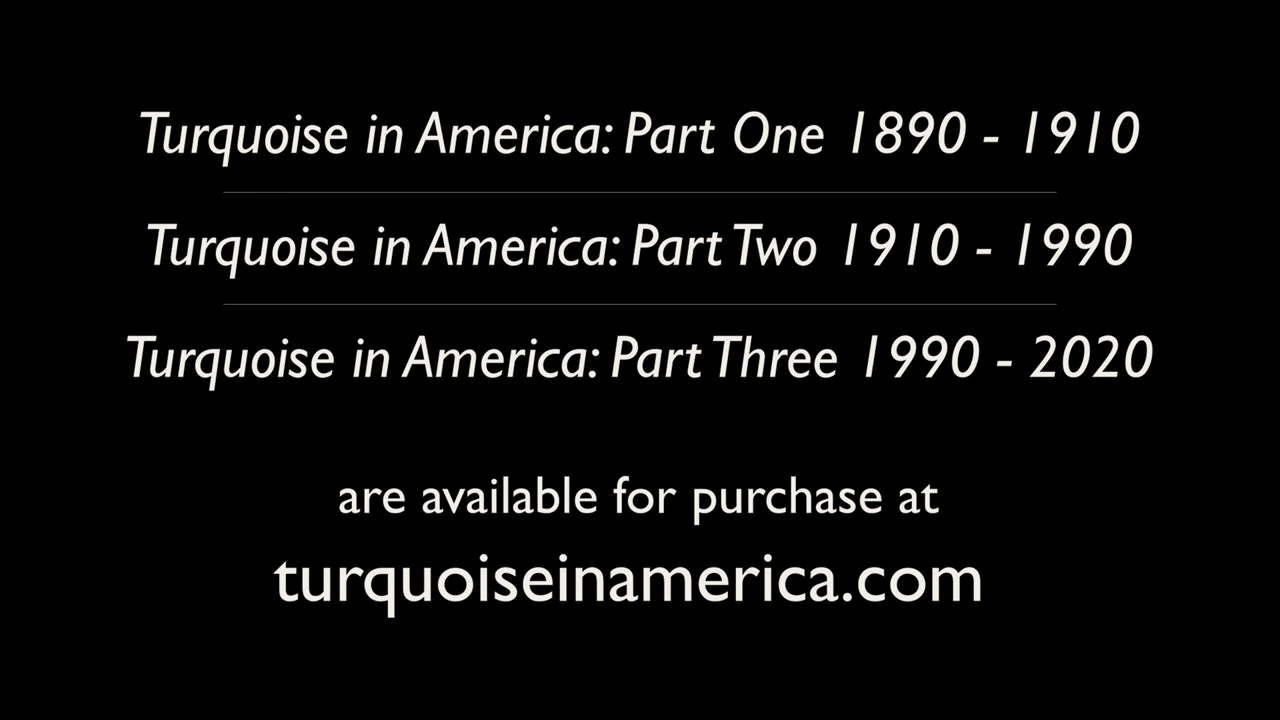 Turquoise in America: Part One 1890 - 1910
Turquoise in America: Part Two 1910 - 1990
Turquoise in America: Part Three 1990 - 2020
are available for purchase at
turquoiseinamerica.com